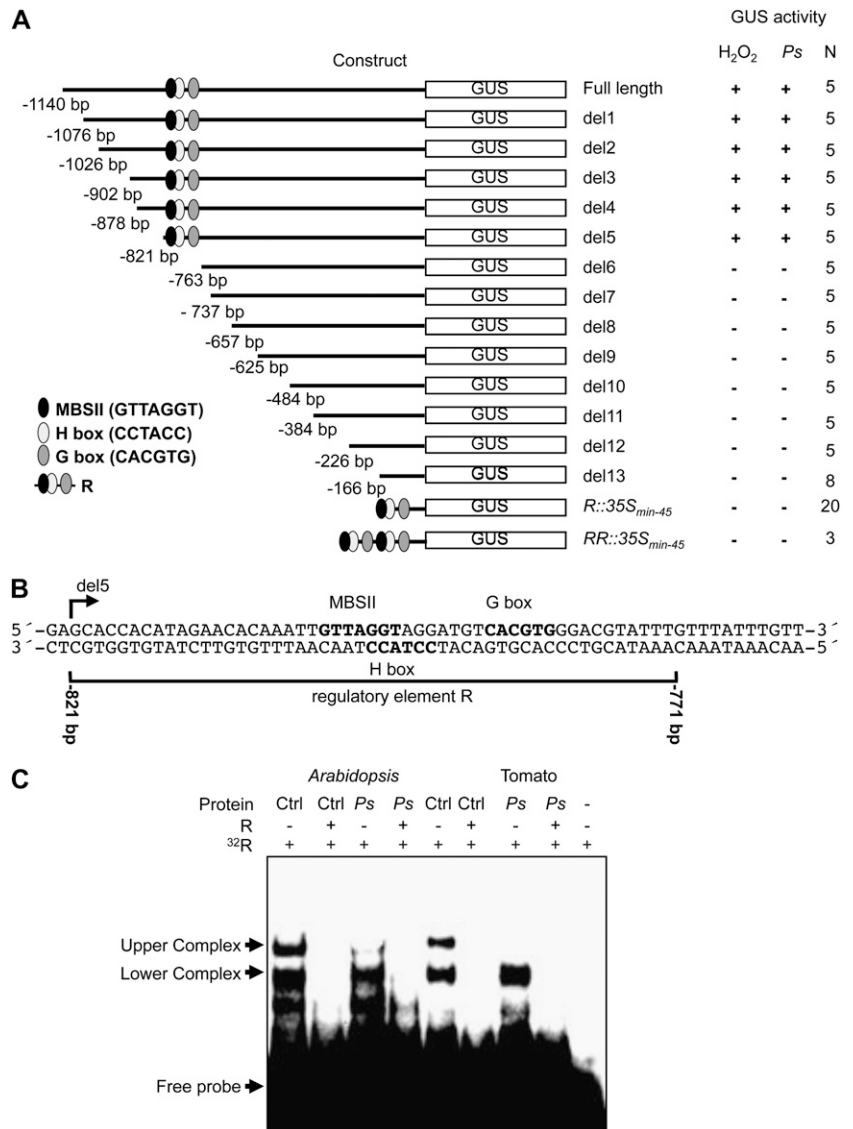 A
GUS activity
Construct H₂O₂ Ps N
GUS Full length + + 5
-1140 bp
GUS del1 + + 5
-1076 bp
GUS del2 + + 5
-1026 bp
GUS del3 + + 5
-902 bp
GUS del4 + + 5
-878 bp
GUS del5 + + 5
-821 bp
GUS del6 - - 5
-763 bp
GUS del7 - - 5
- 737 bp
GUS del8 - - 5
-657 bp
GUS del9 - - 5
-625 bp
GUS del10 - - 5
-484 bp
MBSII (GTTAGGT) GUS del11 - - 5
-384 bp
H box (CCTACC) GUS del12 - - 5
-226 bp
G box (CACGTG) GUS del13 - - 8
-166 bp
R GUS R::35Smin-45 - - 20
GUS RR::35Smin-45 - - 3
B
del5 MBSII G box
5´-GAGCACCACATAGAACACAAATTGTTAGGTAGGATGTCACGTGGGACGTATTTGTTTATTTGTT-3´
3´-CTCGTGGTGTATCTTGTGTTTAACAATCCATCCTACAGTGCACCCTGCATAAACAAATAAACAA-5´
H box
regulatory element R
-821 bp -771 bp
C
Arabidopsis Tomato
Protein Ctrl Ctrl Ps Ps Ctrl Ctrl Ps Ps -
R - + - + - + - + -
³²R + + + + + + + + +
Upper Complex
Lower Complex
Free probe